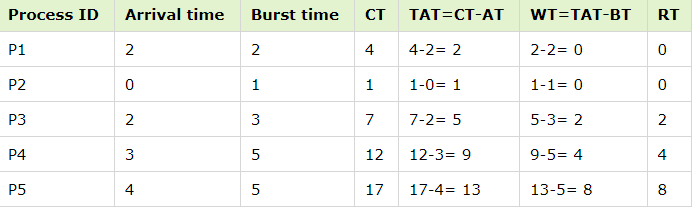 Process ID Arrival time Burst time CT TAT=CT-AT WT=TAT-BT RT
P1 2 2 4 4-2= 2 2-2= 0 0
P2 0 1 1 1-0= 1 1-1= 0 0
P3 2 3 7 7-2= 5 5-3= 2 2
P4 3 5 12 12-3= 9 9-5= 4 4
P5 4 5 17 17-4= 13 13-5= 8 8